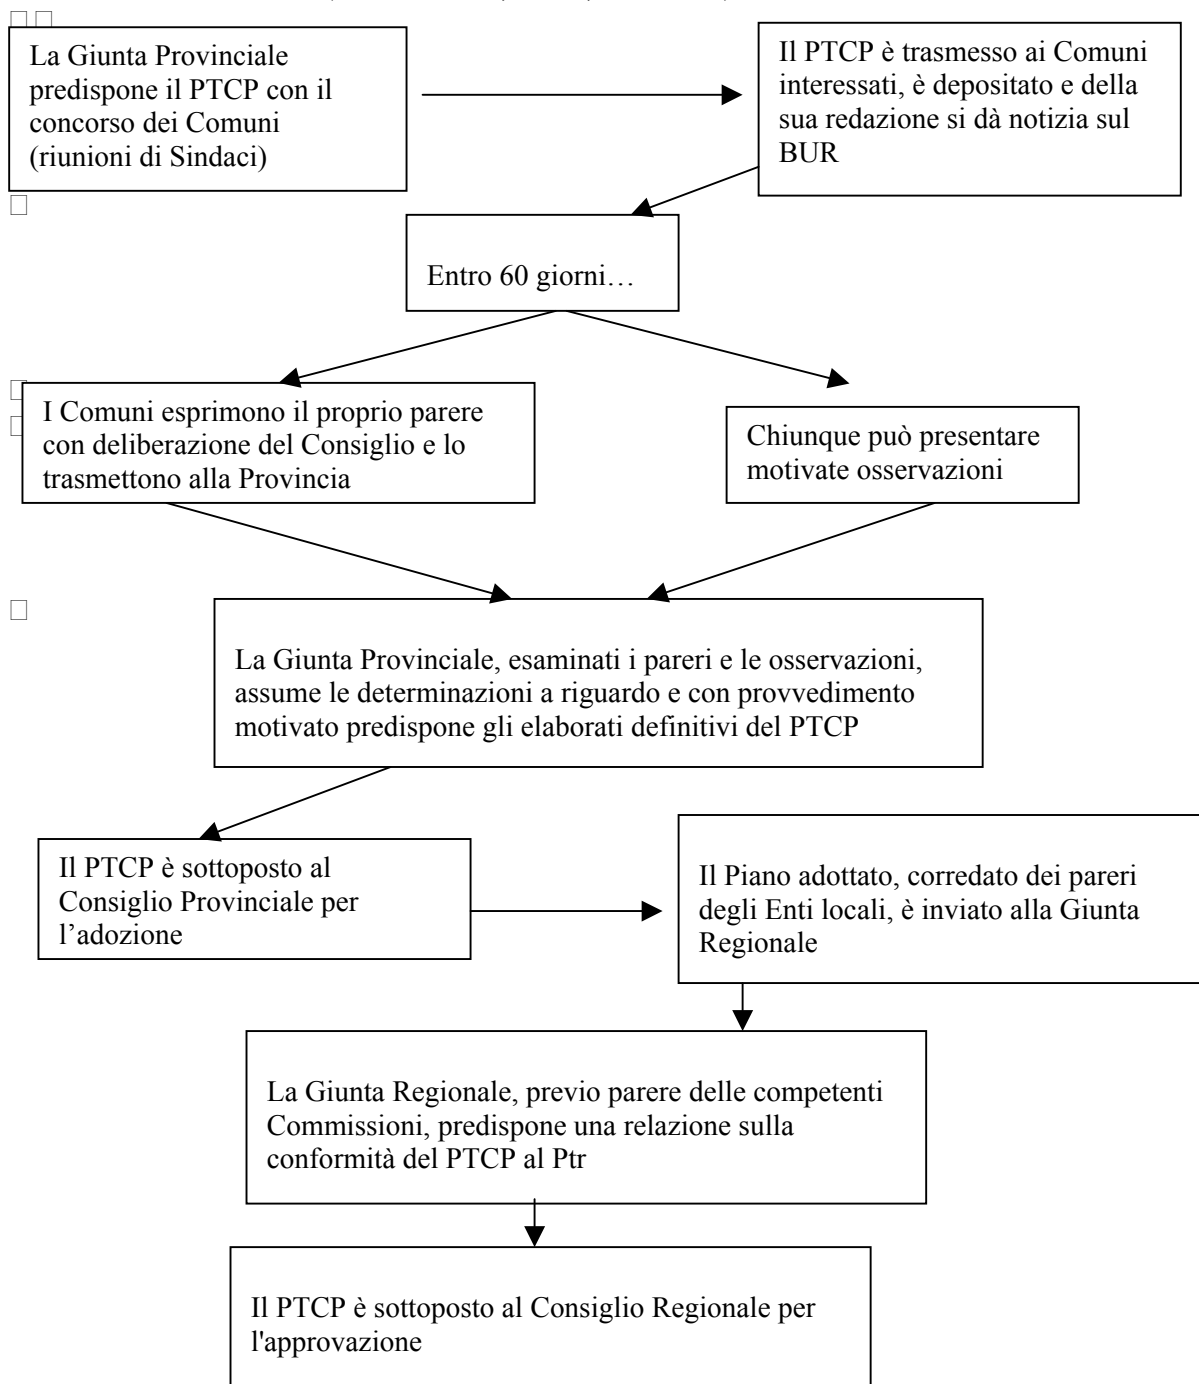 La Giunta Provinciale
predispone il PTCP con il
concorso dei Comuni
(riunioni di Sindaci)
Il PTCP è trasmesso ai Comuni
interessati, è depositato e della
sua redazione si dà notizia sul
BUR
Entro 60 giorni…
I Comuni esprimono il proprio parere
con deliberazione del Consiglio e lo
trasmettono alla Provincia
Chiunque può presentare
motivate osservazioni
La Giunta Provinciale, esaminati i pareri e le osservazioni,
assume le determinazioni a riguardo e con provvedimento
motivato predispone gli elaborati definitivi del PTCP
Il PTCP è sottoposto al
Consiglio Provinciale per
l’adozione
Il Piano adottato, corredato dei pareri
degli Enti locali, è inviato alla Giunta
Regionale
La Giunta Regionale, previo parere delle competenti
Commissioni, predispone una relazione sulla
conformità del PTCP al Ptr
Il PTCP è sottoposto al Consiglio Regionale per
l'approvazione